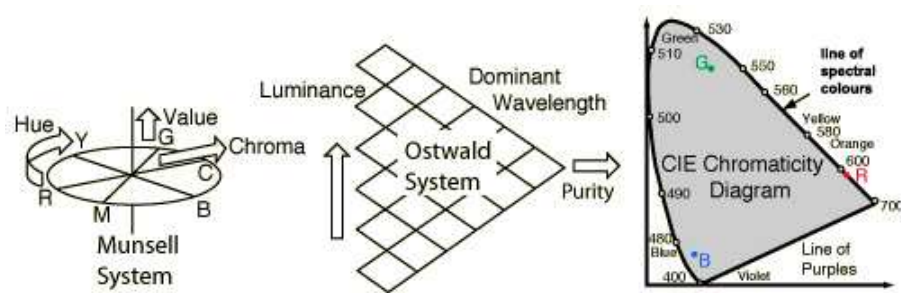 Hue
Y
Value
G
Chroma
C
R
M
B
Munsell
System
Luminance
Dominant
Wavelength
Ostwald
System
Purity
Green
530
510
G
550
line of
spectral
colours
560
500
Yellow
580
Orange
CIE Chromaticity
Diagram
600
R
490
700
480
Blue
B
Line of
Purples
400
Violet